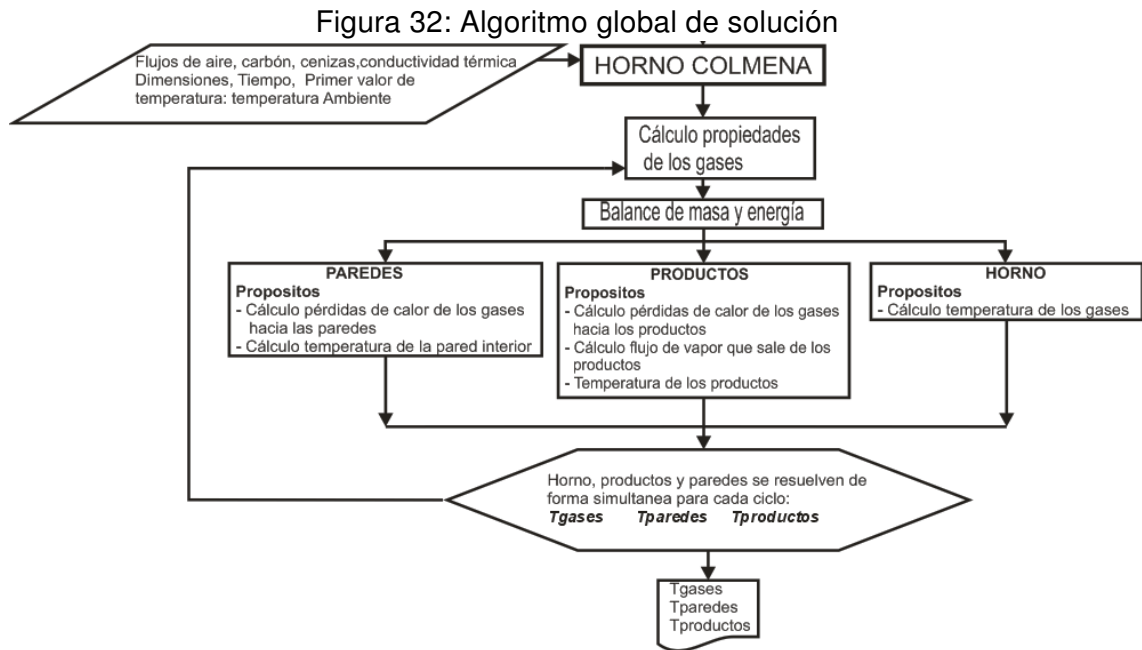 Figura 32: Algoritmo global de solución
Flujos de aire, carbón, cenizas,conductividad térmica
Dimensiones, Tiempo, Primer valor de
temperatura: temperatura Ambiente
HORNO COLMENA
Cálculo propiedades
de los gases
Balance de masa y energía
PAREDES
Propositos
- Cálculo pérdidas de calor de los gases
hacia las paredes
- Cálculo temperatura de la pared interior
PRODUCTOS
Propositos
- Cálculo pérdidas de calor de los gases
hacia los productos
- Cálculo flujo de vapor que sale de los
productos
- Temperatura de los productos
HORNO
Propositos
- Cálculo temperatura de los gases
Horno, productos y paredes se resuelven de
forma simultanea para cada ciclo:
Tgases Tparedes Tproductos
Tgases
Tparedes
Tproductos